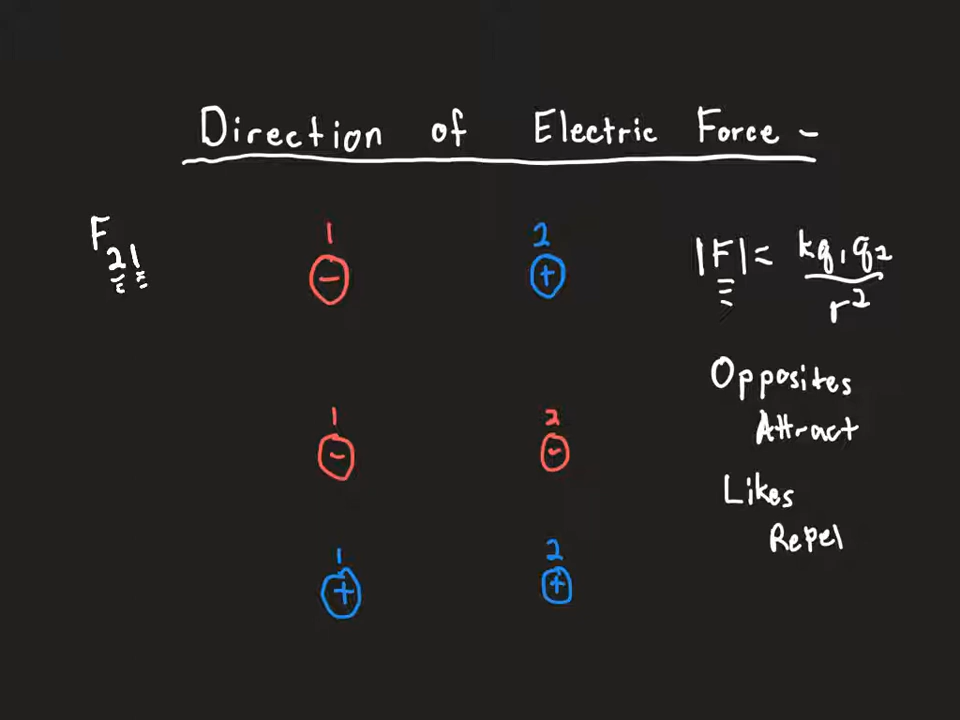 Direction of Electric Force -
F21
1 2
- +
|F| = kq1q2 / r²
Opposites
Attract
1 2
- -
Likes
Repel
1 2
+ +